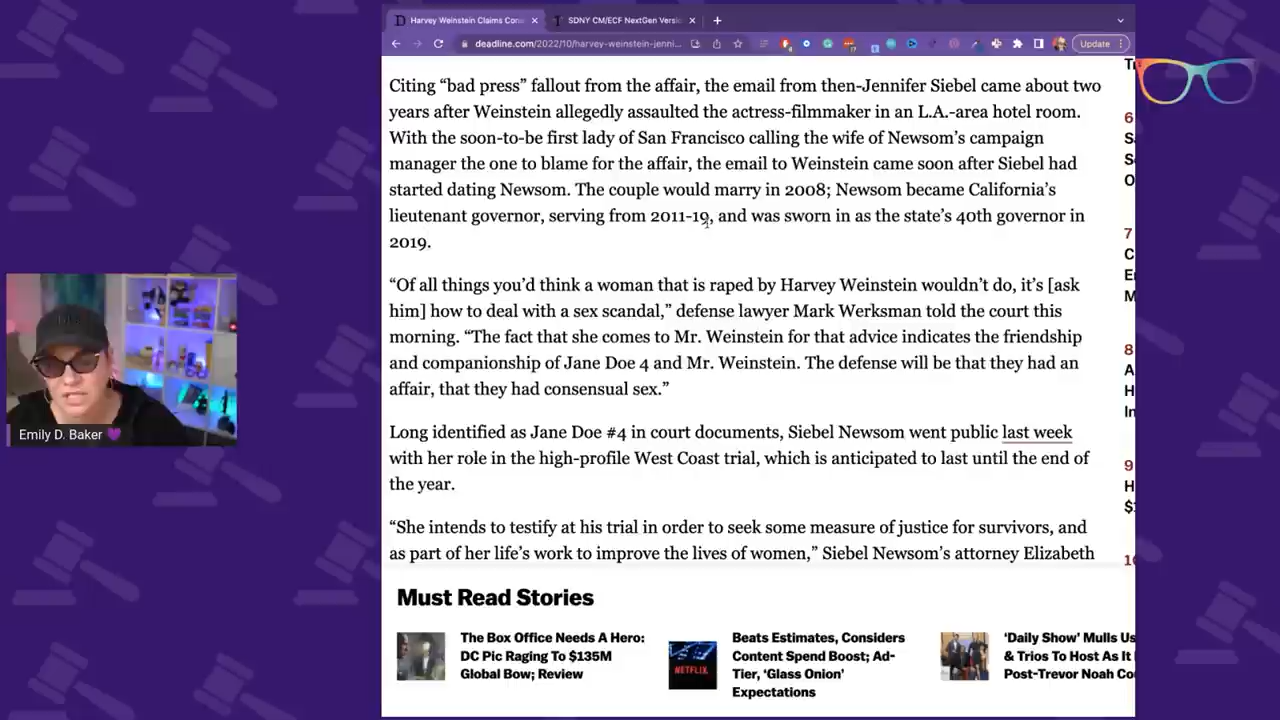 Harvey Weinstein Claims Cons
SDNY CM/ECF NextGen Versi
deadline.com/2022/10/harvey-weinstein-jenni...
Update
Citing “bad press” fallout from the affair, the email from then-Jennifer Siebel came about two
years after Weinstein allegedly assaulted the actress-filmmaker in an L.A.-area hotel room.
With the soon-to-be first lady of San Francisco calling the wife of Newsom’s campaign
manager the one to blame for the affair, the email to Weinstein came soon after Siebel had
started dating Newsom. The couple would marry in 2008; Newsom became California’s
lieutenant governor, serving from 2011-19, and was sworn in as the state’s 40th governor in
2019.
“Of all things you’d think a woman that is raped by Harvey Weinstein wouldn’t do, it’s [ask
him] how to deal with a sex scandal,” defense lawyer Mark Werksman told the court this
morning. “The fact that she comes to Mr. Weinstein for that advice indicates the friendship
and companionship of Jane Doe 4 and Mr. Weinstein. The defense will be that they had an
affair, that they had consensual sex.”
Long identified as Jane Doe #4 in court documents, Siebel Newsom went public last week
with her role in the high-profile West Coast trial, which is anticipated to last until the end of
the year.
“She intends to testify at his trial in order to seek some measure of justice for survivors, and
as part of her life’s work to improve the lives of women,” Siebel Newsom’s attorney Elizabeth
6
S
7
C
E
M
8
A
H
In
9
H
Emily D. Baker 💜
Must Read Stories
The Box Office Needs A Hero:
DC Pic Raging To $135M
Global Bow; Review
NETFLIX
Beats Estimates, Considers
Content Spend Boost; Ad-
Tier, ‘Glass Onion’
Expectations
‘Daily Show’ Mulls Us
& Trios To Host As It
Post-Trevor Noah Co